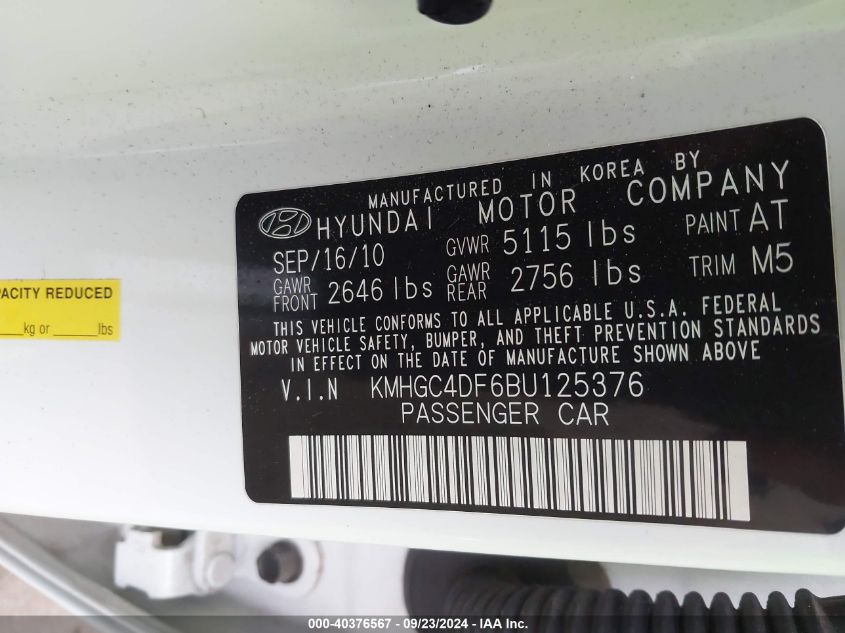 MANUFACTURED IN KOREA BY
HYUNDAI MOTOR COMPANY
SEP/16/10 GVWR 5115 lbs PAINT AT
GAWR FRONT 2646 lbs GAWR REAR 2756 lbs TRIM M5
THIS VEHICLE CONFORMS TO ALL APPLICABLE U.S.A. FEDERAL
MOTOR VEHICLE SAFETY, BUMPER, AND THEFT PREVENTION STANDARDS
IN EFFECT ON THE DATE OF MANUFACTURE SHOWN ABOVE
V.I.N KMHGC4DF6BU125376
PASSENGER CAR
REDUCED
kg or lbs
000-40376567 - 09/23/2024 - IAA Inc.